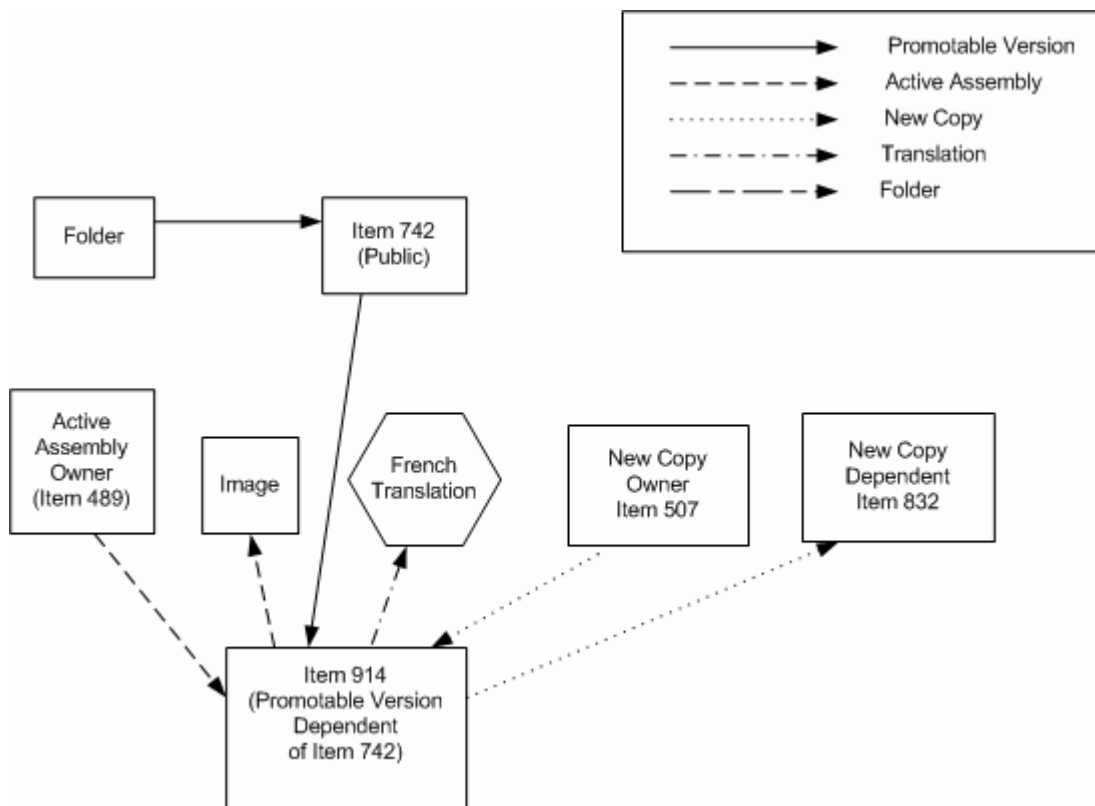 Promotable Version
Active Assembly
New Copy
Translation
Folder
Folder
Item 742
(Public)
Active
Assembly
Owner
(Item 489)
Image
French
Translation
New Copy
Owner
Item 507
New Copy
Dependent
Item 832
Item 914
(Promotable Version
Dependent
of Item 742)